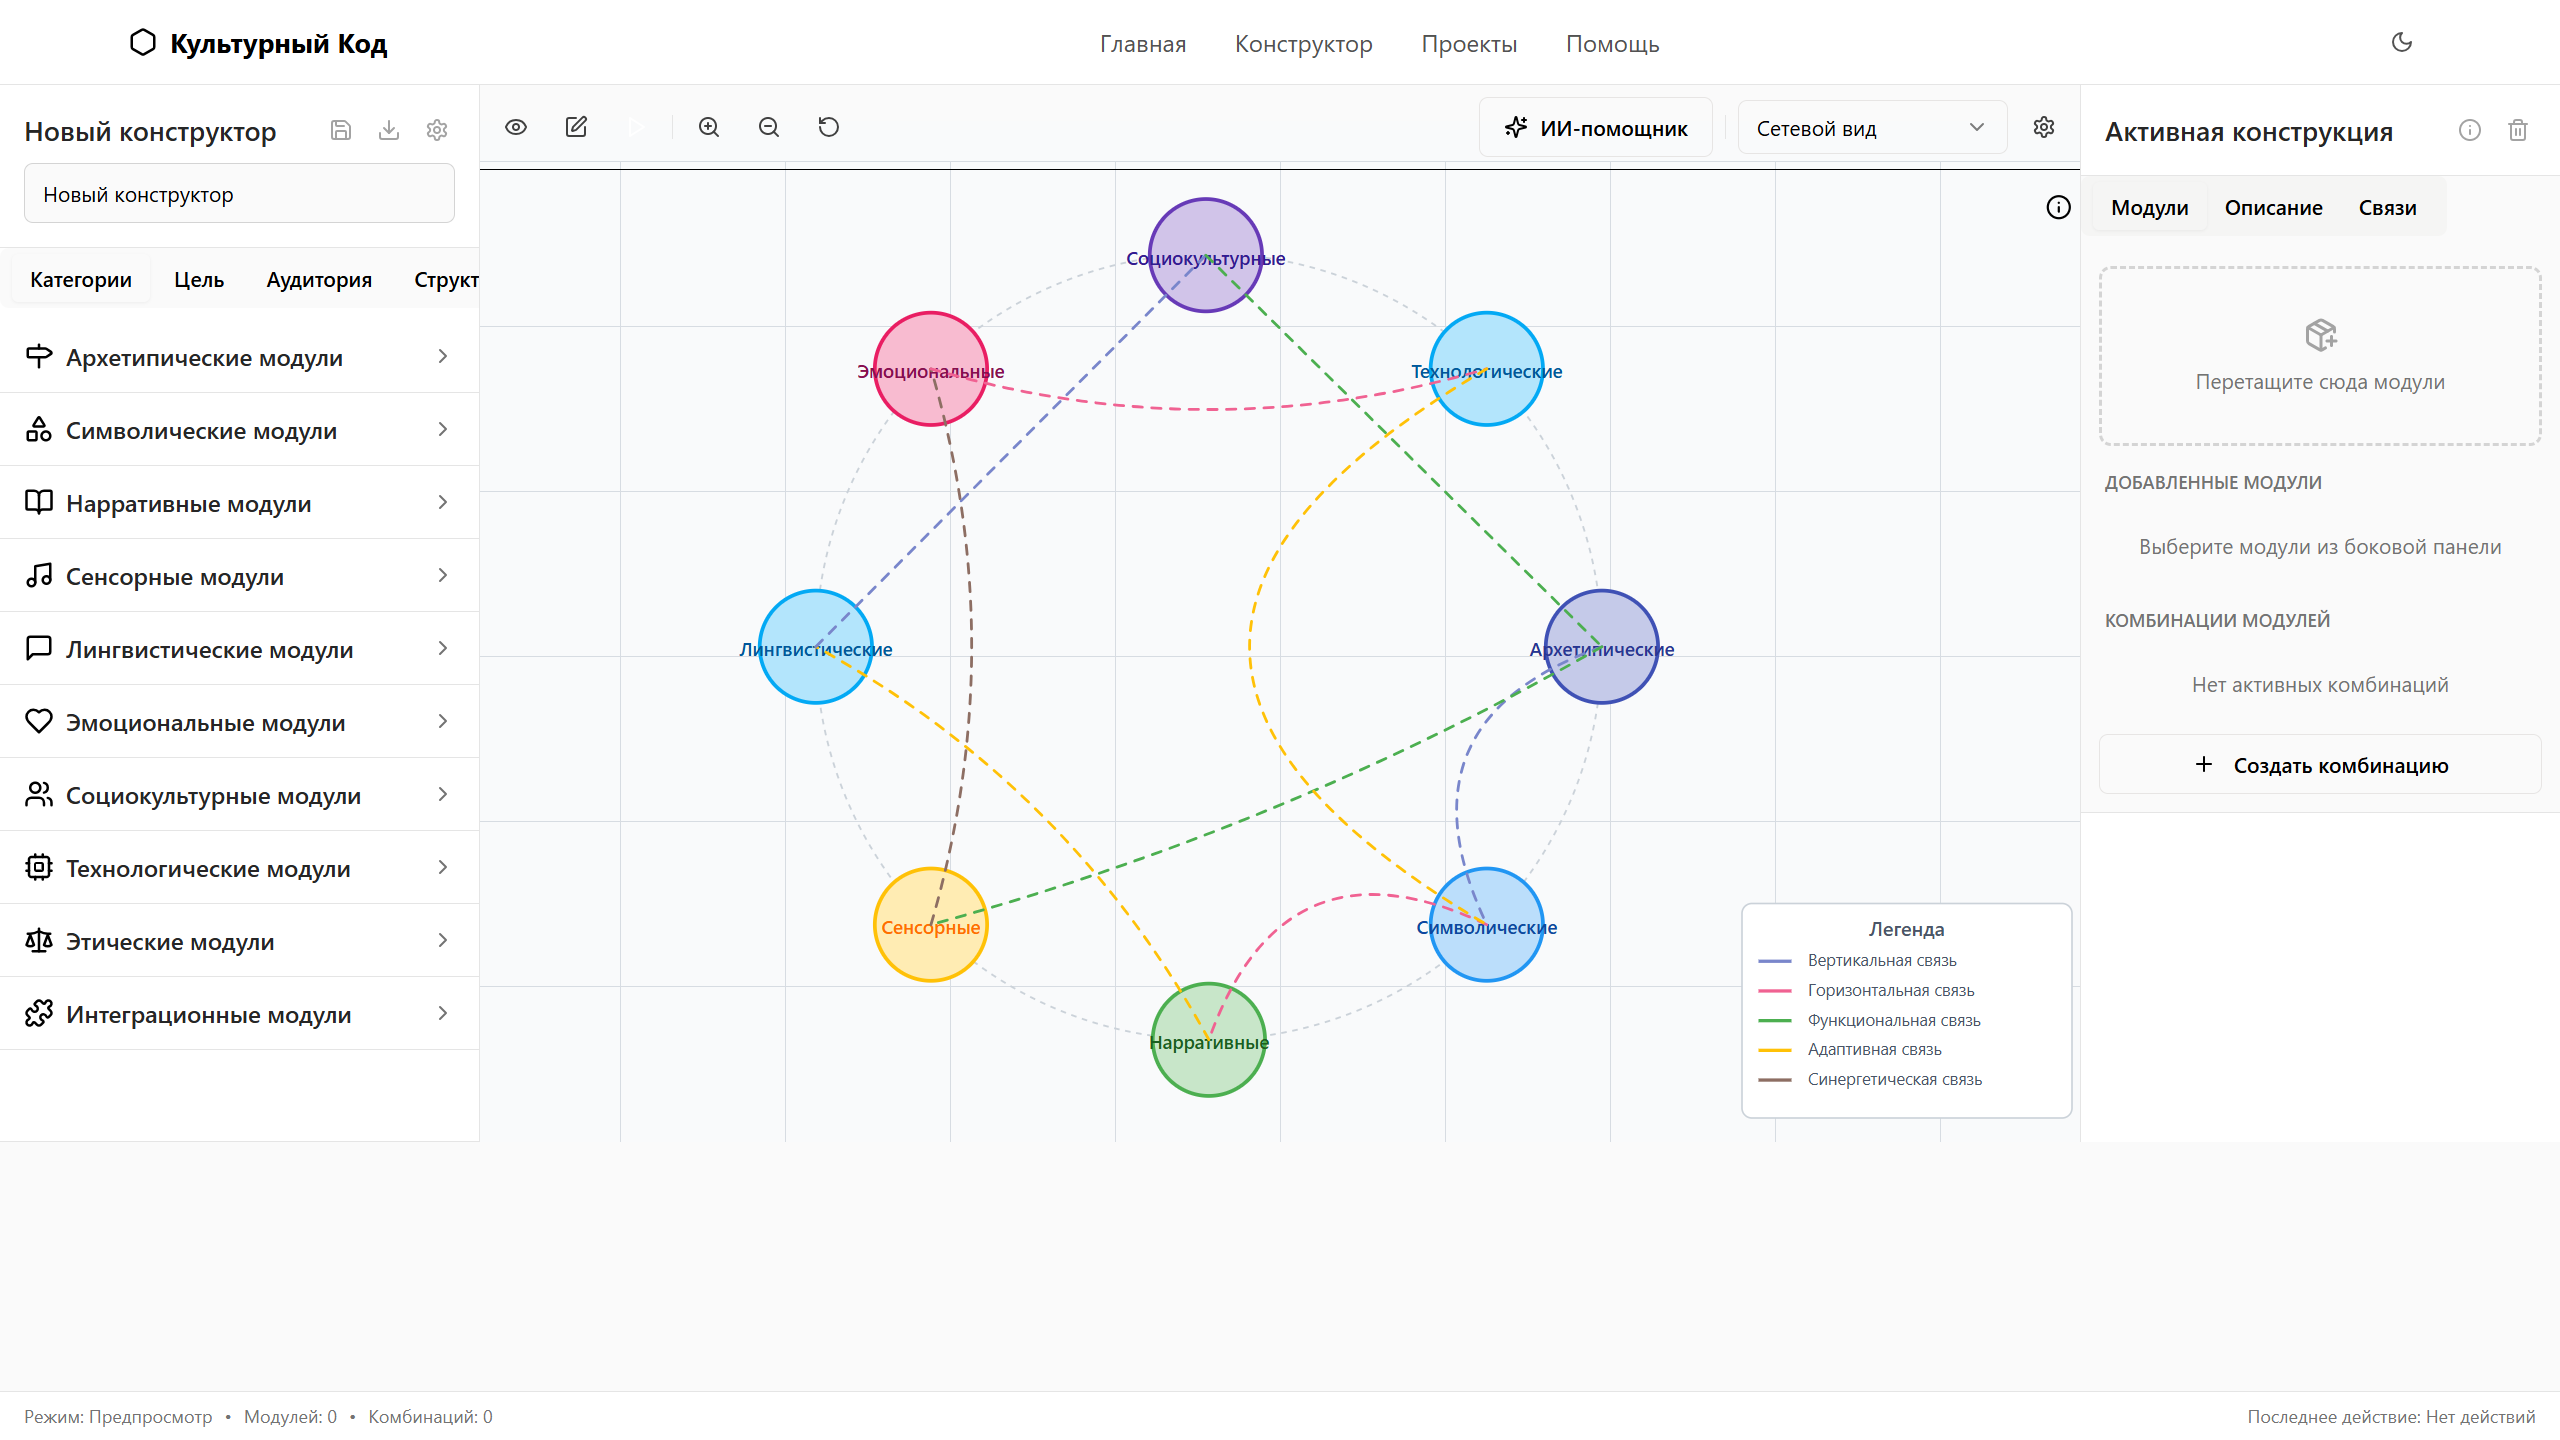 Культурный Код
Главная
Конструктор
Проекты
Помощь
Новый конструктор
Новый конструктор
Категории
Цель
Аудитория
Структ
Архетипические модули
Символические модули
Нарративные модули
Сенсорные модули
Лингвистические модули
Эмоциональные модули
Социокультурные модули
Технологические модули
Этические модули
Интеграционные модули
ИИ-помощник
Сетевой вид
Социокультурные
Эмоциональные
Технологические
Лингвистические
Архетипические
Сенсорные
Символические
Нарративные
Легенда
Вертикальная связь
Горизонтальная связь
Функциональная связь
Адаптивная связь
Синергетическая связь
Активная конструкция
Модули
Описание
Связи
Перетащите сюда модули
ДОБАВЛЕННЫЕ МОДУЛИ
Выберите модули из боковой панели
КОМБИНАЦИИ МОДУЛЕЙ
Нет активных комбинаций
Создать комбинацию
Режим: Предпросмотр • Модулей: 0 • Комбинаций: 0
Последнее действие: Нет действий